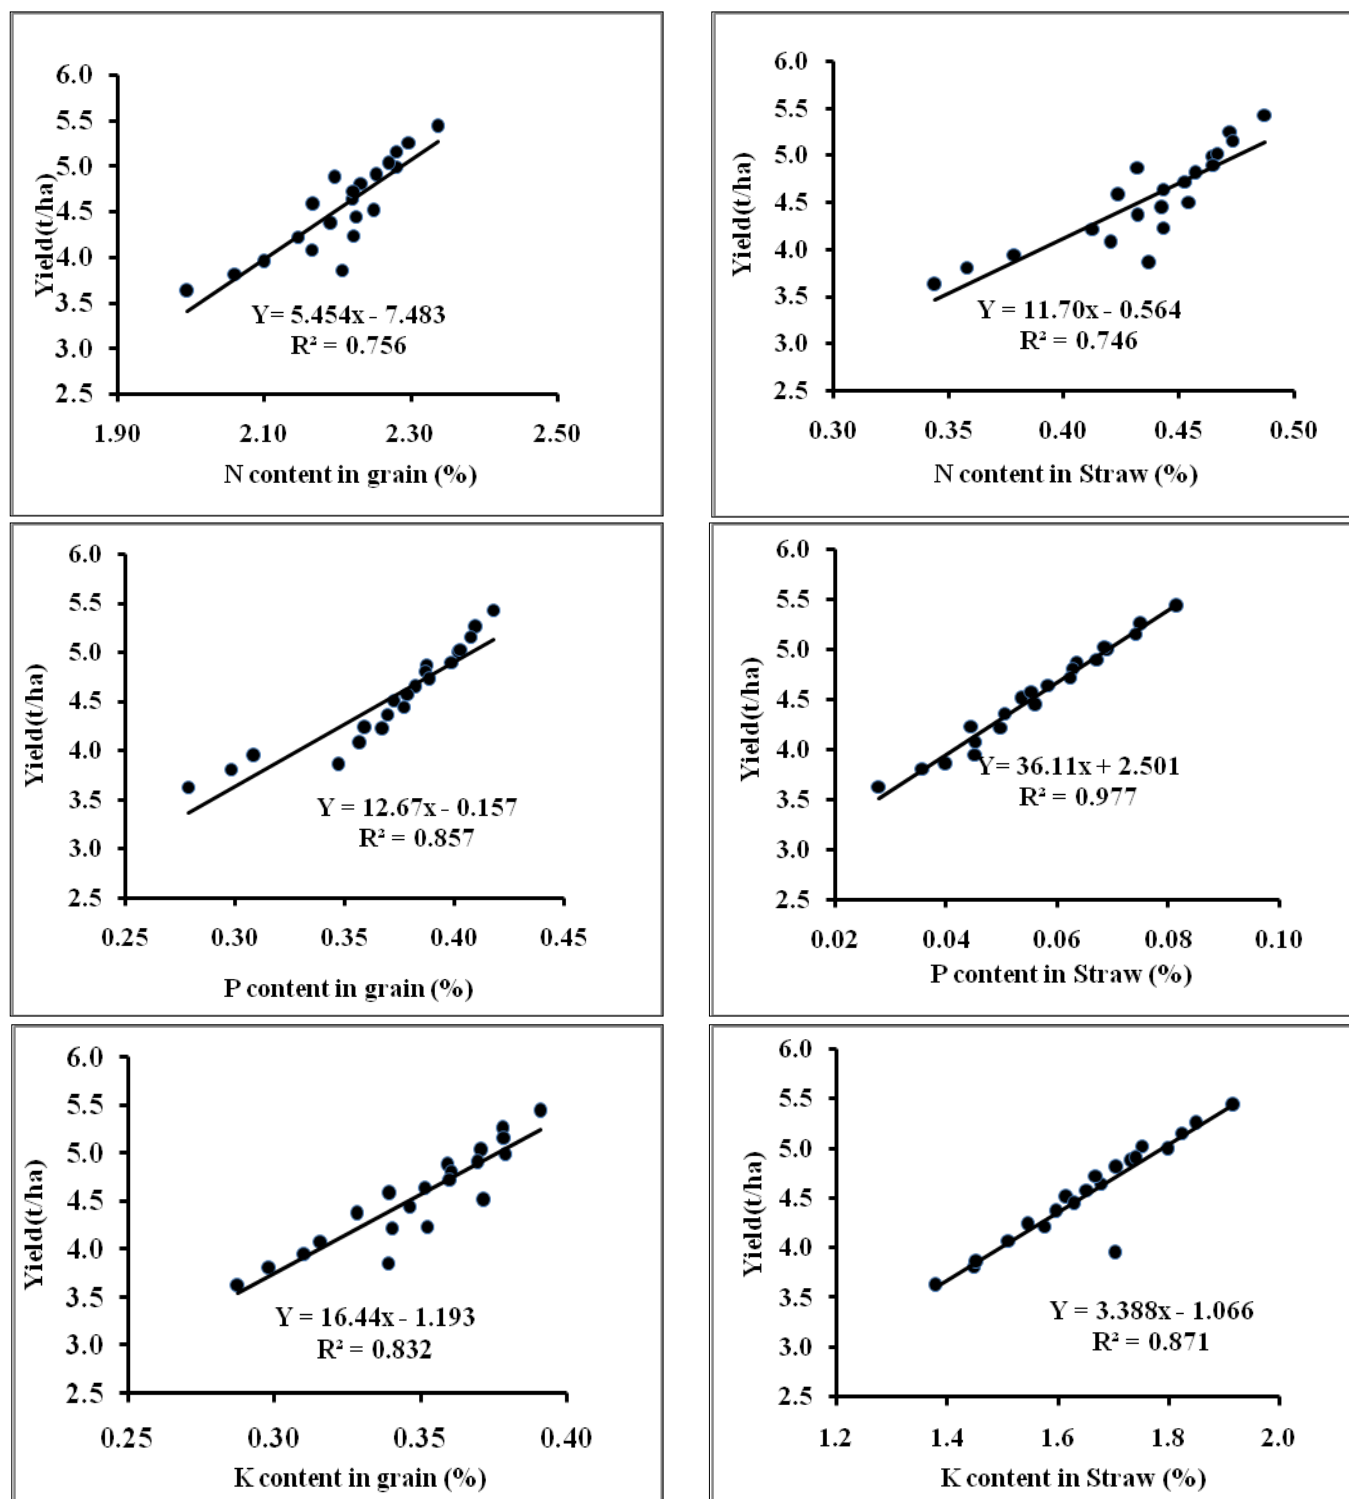 6.0
5.5
5.0
4.5
4.0
3.5
3.0
2.5
Yield(t/ha)
Y= 5.454x - 7.483
R² = 0.756
1.90 2.10 2.30 2.50
N content in grain (%)
6.0
5.5
5.0
4.5
4.0
3.5
3.0
2.5
Yield(t/ha)
Y = 11.70x - 0.564
R² = 0.746
0.30 0.35 0.40 0.45 0.50
N content in Straw (%)
6.0
5.5
5.0
4.5
4.0
3.5
3.0
2.5
Yield(t/ha)
Y = 12.67x - 0.157
R² = 0.857
0.25 0.30 0.35 0.40 0.45
P content in grain (%)
6.0
5.5
5.0
4.5
4.0
3.5
3.0
2.5
Yield(t/ha)
Y= 36.11x + 2.501
R² = 0.977
0.02 0.04 0.06 0.08 0.10
P content in Straw (%)
6.0
5.5
5.0
4.5
4.0
3.5
3.0
2.5
Yield(t/ha)
Y = 16.44x - 1.193
R² = 0.832
0.25 0.30 0.35 0.40
K content in grain (%)
6.0
5.5
5.0
4.5
4.0
3.5
3.0
2.5
Yield(t/ha)
Y = 3.388x - 1.066
R² = 0.871
1.2 1.4 1.6 1.8 2.0
K content in Straw (%)